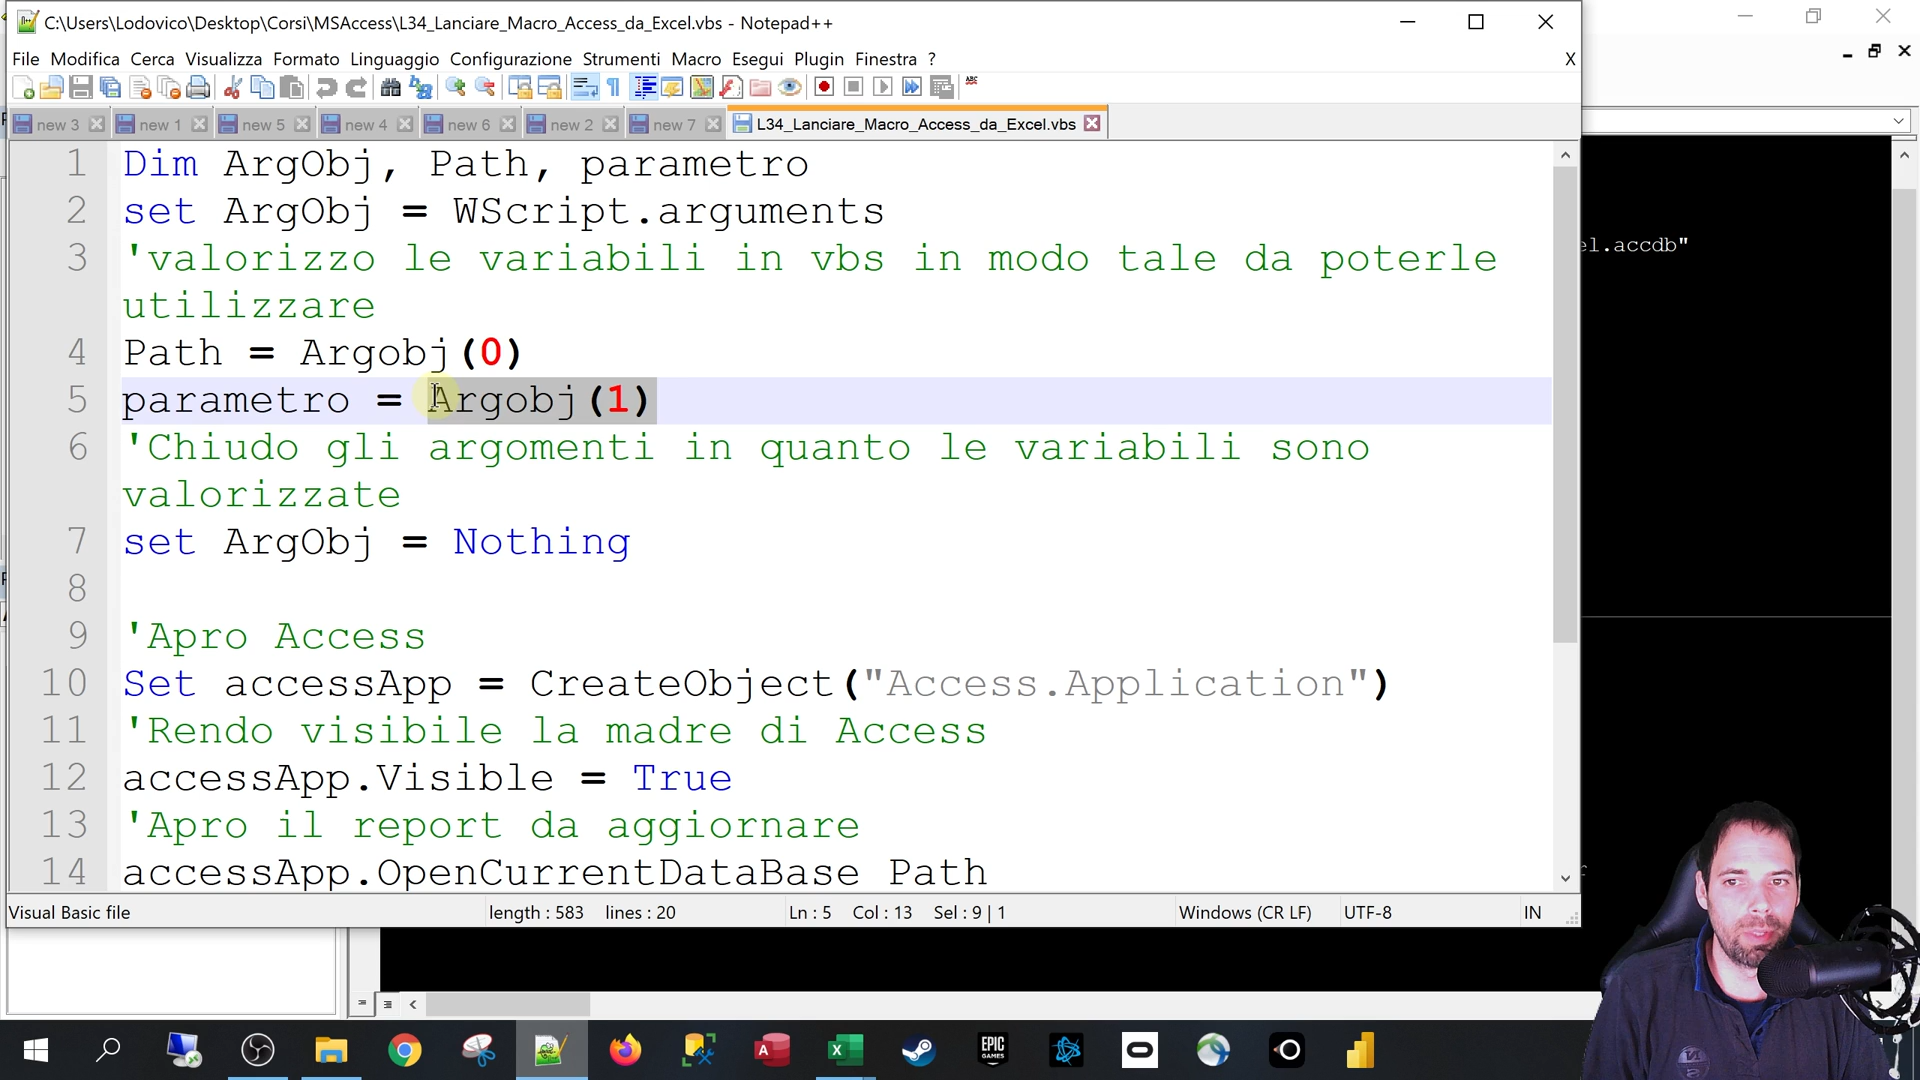 C:\Users\Lodovico\Desktop\Corsi\MSAccess\L34_Lanciare_Macro_Access_da_Excel.vbs - Notepad++
File Modifica Cerca Visualizza Formato Linguaggio Configurazione Strumenti Macro Esegui Plugin Finestra ? X
new 3 new 1 new 5 new 4 new 6 new 2 new 7 L34_Lanciare_Macro_Access_da_Excel.vbs
1 Dim ArgObj, Path, parametro
2 set ArgObj = WScript.arguments
3 'valorizzo le variabili in vbs in modo tale da poterle
utilizzare
4 Path = Argobj(0)
5 parametro = Argobj(1)
6 'Chiudo gli argomenti in quanto le variabili sono
valorizzate
7 set ArgObj = Nothing
8
9 'Apro Access
10 Set accessApp = CreateObject("Access.Application")
11 'Rendo visibile la madre di Access
12 accessApp.Visible = True
13 'Apro il report da aggiornare
14 accessApp.OpenCurrentDataBase Path
el.accdb"
Visual Basic file length : 583 lines : 20 Ln : 5 Col : 13 Sel : 9 | 1 Windows (CR LF) UTF-8 IN
EPIC GAMES